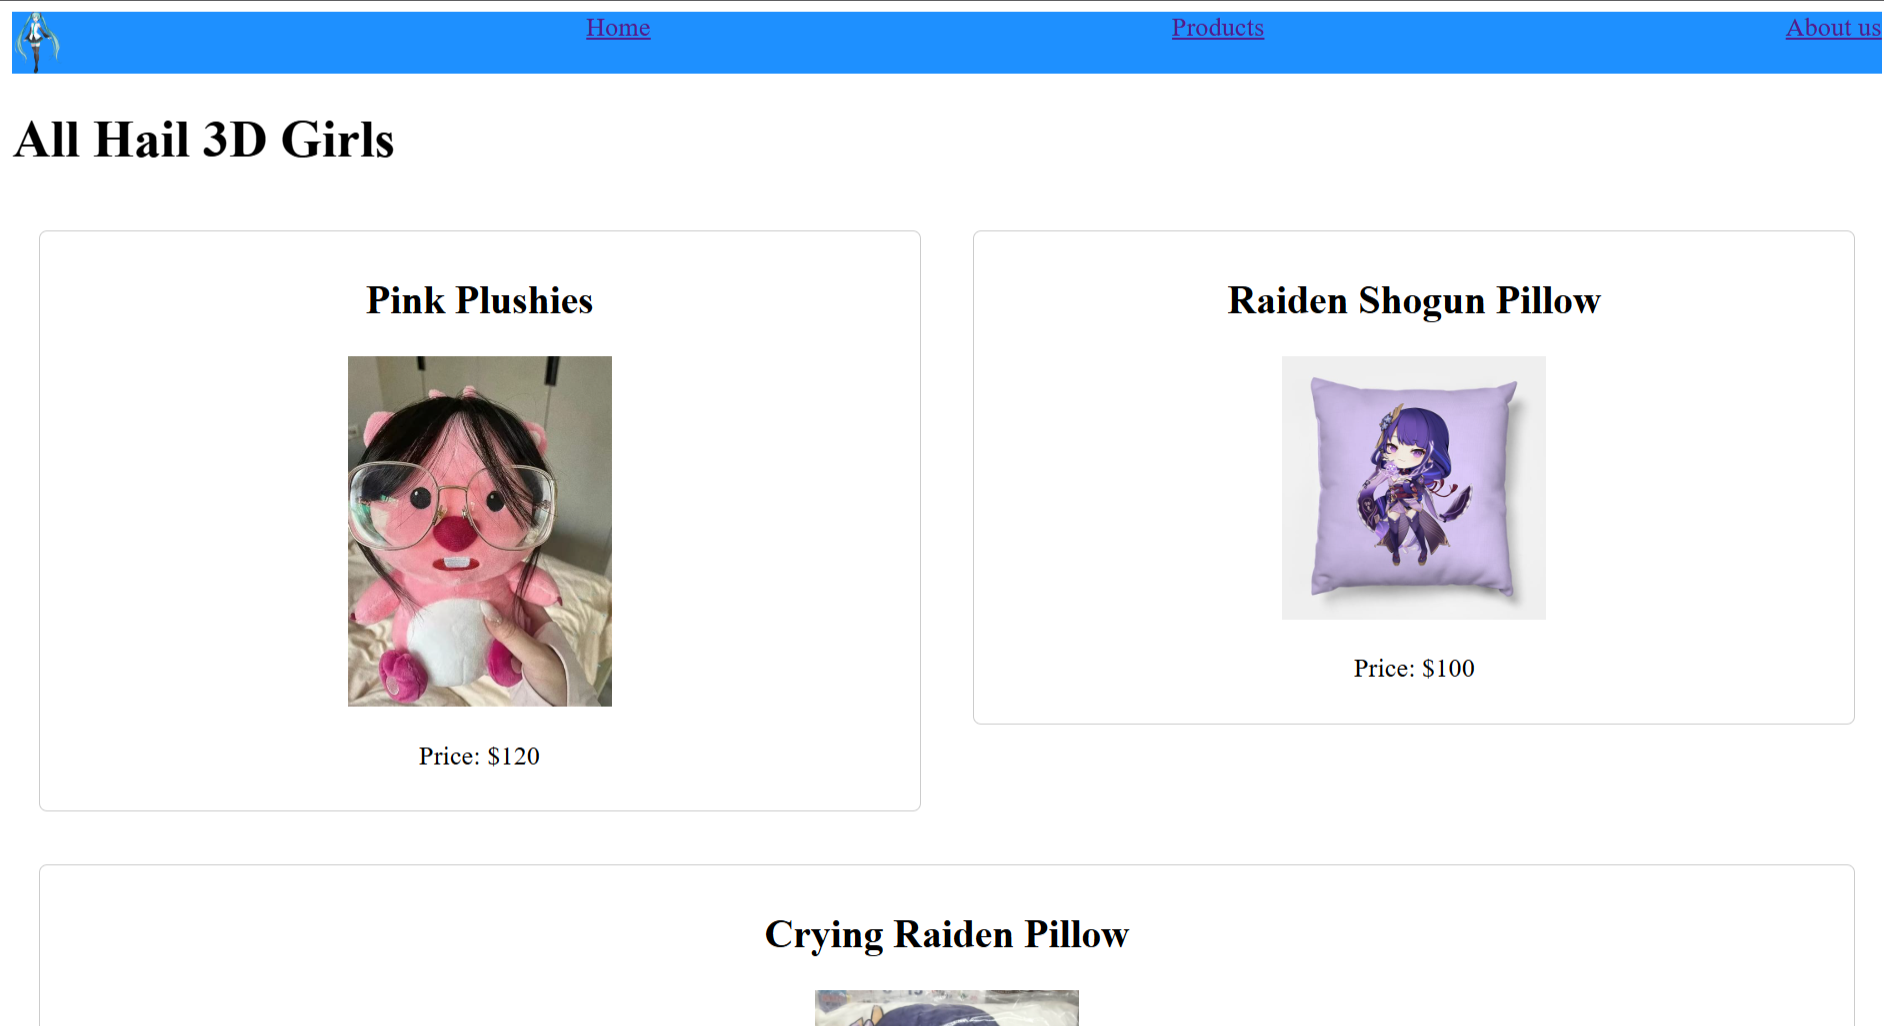 Home Products About us
All Hail 3D Girls
Pink Plushies
Price: $120
Raiden Shogun Pillow
Price: $100
Crying Raiden Pillow